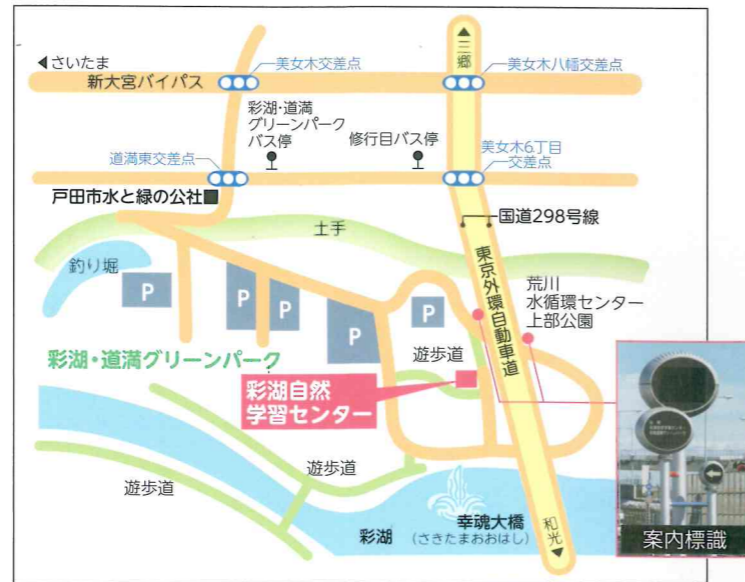 ▲三郷
◀さいたま
新大宮バイパス
美女木交差点
美女木八幡交差点
彩湖・道満
グリーンパーク
バス停
修行目バス停
美女木6丁目
交差点
道満東交差点
戸田市水と緑の公社
国道298号線
土手
釣り堀
東京外環自動車道
荒川
水循環センター
上部公園
P
P
P
P
P
遊歩道
彩湖・道満グリーンパーク
彩湖自然
学習センター
遊歩道
遊歩道
彩湖
幸魂大橋
(さきたまおおはし)
和光▼
案内標識